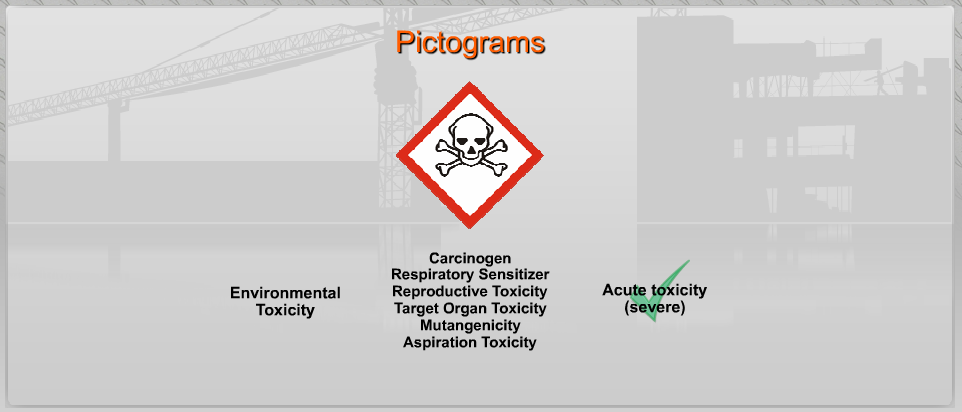 Pictograms
Environmental
Toxicity
Carcinogen
Respiratory Sensitizer
Reproductive Toxicity
Target Organ Toxicity
Mutangenicity
Aspiration Toxicity
Acute toxicity
(severe)